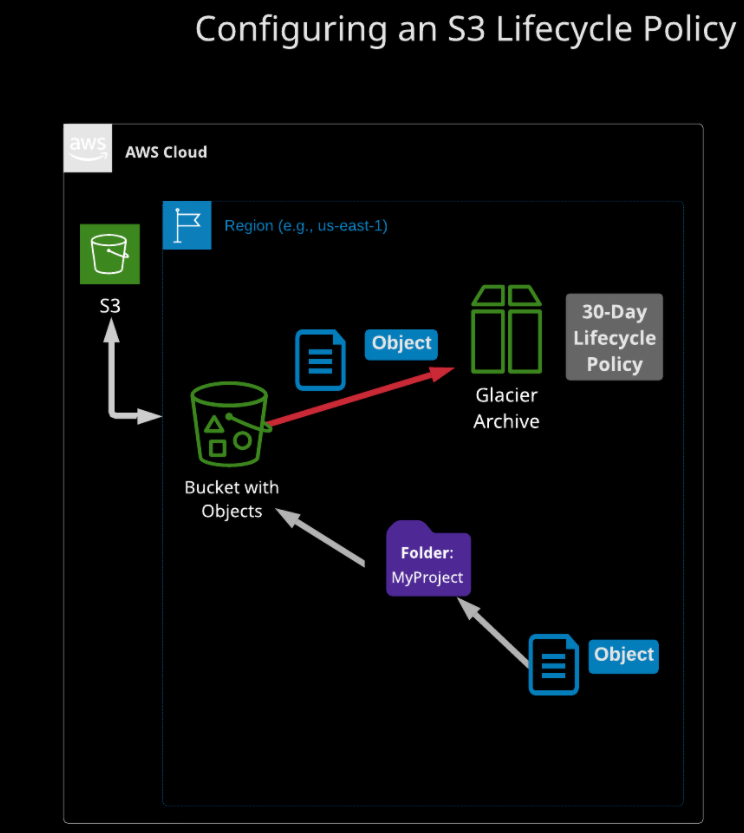 Configuring an S3 Lifecycle Policy
aws
AWS Cloud
Region (e.g., us-east-1)
S3
Object
30-Day
Lifecycle
Policy
Glacier
Archive
Bucket with
Objects
Folder:
MyProject
Object